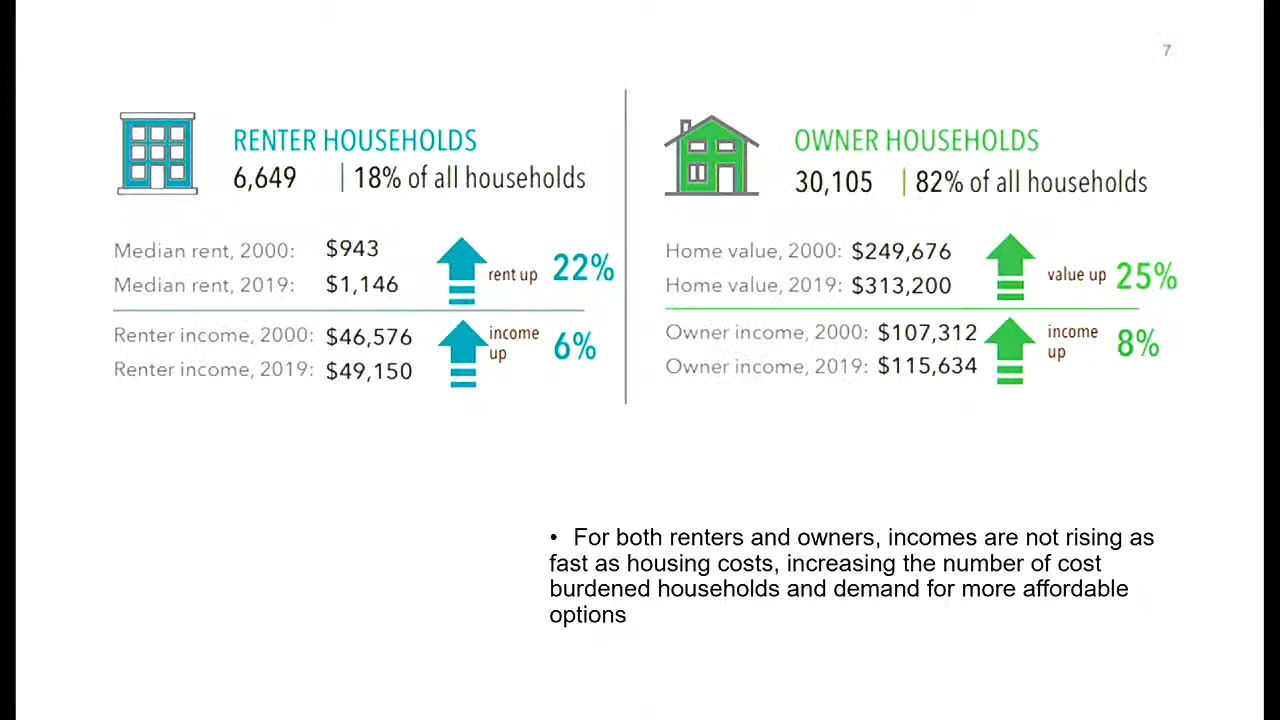 7
RENTER HOUSEHOLDS
6,649 | 18% of all households
Median rent, 2000: $943
Median rent, 2019: $1,146
rent up 22%
Renter income, 2000: $46,576
Renter income, 2019: $49,150
income
up
6%
OWNER HOUSEHOLDS
30,105 | 82% of all households
Home value, 2000: $249,676
Home value, 2019: $313,200
value up 25%
Owner income, 2000: $107,312
Owner income, 2019: $115,634
income
up
8%
• For both renters and owners, incomes are not rising as
fast as housing costs, increasing the number of cost
burdened households and demand for more affordable
options